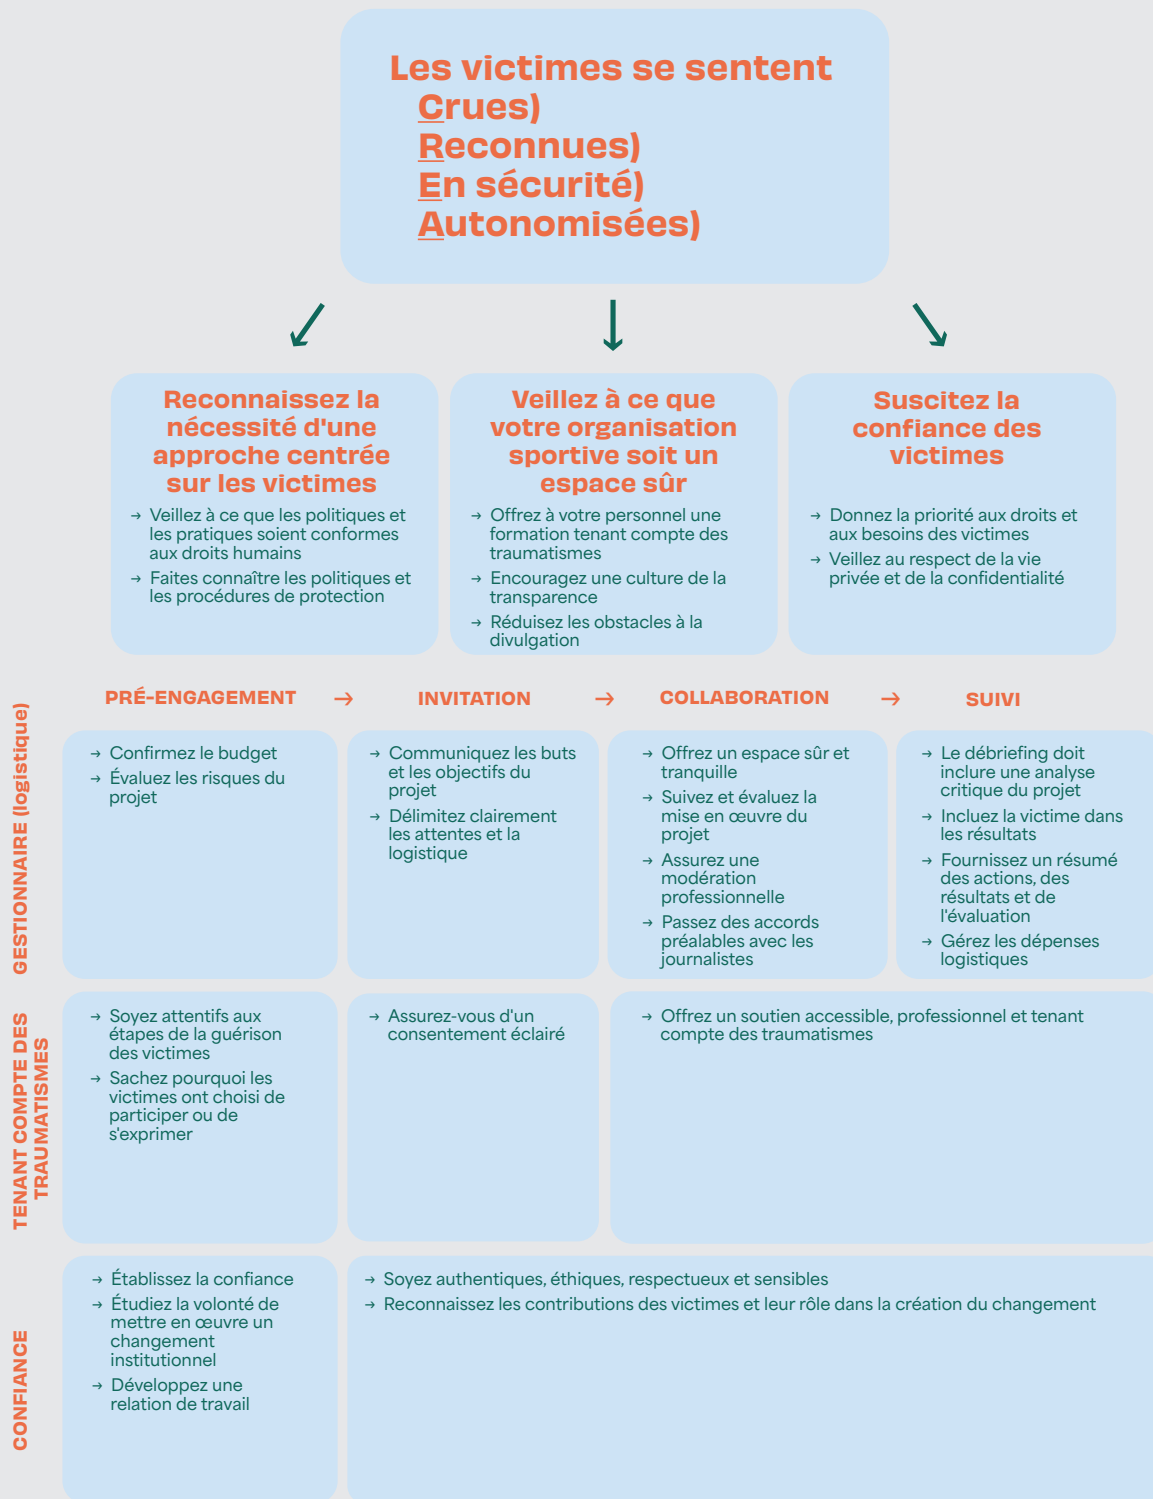 Les victimes se sentent
Crues)
Reconnues)
En sécurité)
Autonomisées)
Reconnaissez la
nécessité d'une
approche centrée
sur les victimes
→ Veillez à ce que les politiques et
les pratiques soient conformes
aux droits humains
→ Faites connaître les politiques et
les procédures de protection
Veillez à ce que
votre organisation
sportive soit un
espace sûr
→ Offrez à votre personnel une
formation tenant compte des
traumatismes
→ Encouragez une culture de la
transparence
→ Réduisez les obstacles à la
divulgation
Suscitez la
confiance des
victimes
→ Donnez la priorité aux droits et
aux besoins des victimes
→ Veillez au respect de la vie
privée et de la confidentialité
PRÉ-ENGAGEMENT → INVITATION → COLLABORATION → SUIVI
GESTIONNAIRE (logistique)
→ Confirmez le budget
→ Évaluez les risques du
projet
→ Communiquez les buts
et les objectifs du
projet
→ Délimitez clairement
les attentes et la
logistique
→ Offrez un espace sûr et
tranquille
→ Suivez et évaluez la
mise en œuvre du
projet
→ Assurez une
modération
professionnelle
→ Passez des accords
préalables avec les
journalistes
→ Le débriefing doit
inclure une analyse
critique du projet
→ Incluez la victime dans
les résultats
→ Fournissez un résumé
des actions, des
résultats et de
l'évaluation
→ Gérez les dépenses
logistiques
TENANT COMPTE DES
TRAUMATISMES
→ Soyez attentifs aux
étapes de la guérison
des victimes
→ Sachez pourquoi les
victimes ont choisi de
participer ou de
s'exprimer
→ Assurez-vous d'un
consentement éclairé
→ Offrez un soutien accessible, professionnel et tenant
compte des traumatismes
CONFIANCE
→ Établissez la confiance
→ Étudiez la volonté de
mettre en œuvre un
changement
institutionnel
→ Développez une
relation de travail
→ Soyez authentiques, éthiques, respectueux et sensibles
→ Reconnaissez les contributions des victimes et leur rôle dans la création du changement